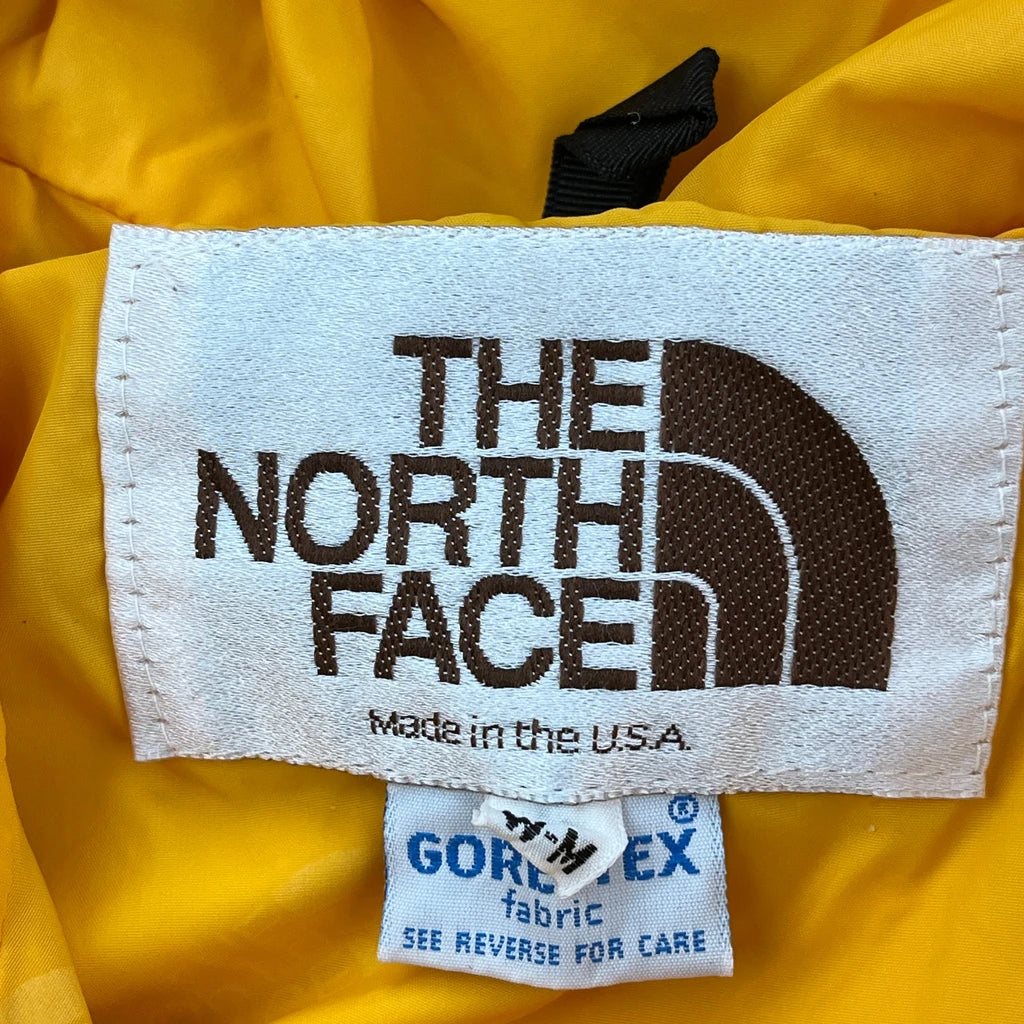 THE
NORTH
FACE
Made in the U.S.A.
W-M
GORE-TEX®
fabric
SEE REVERSE FOR CARE